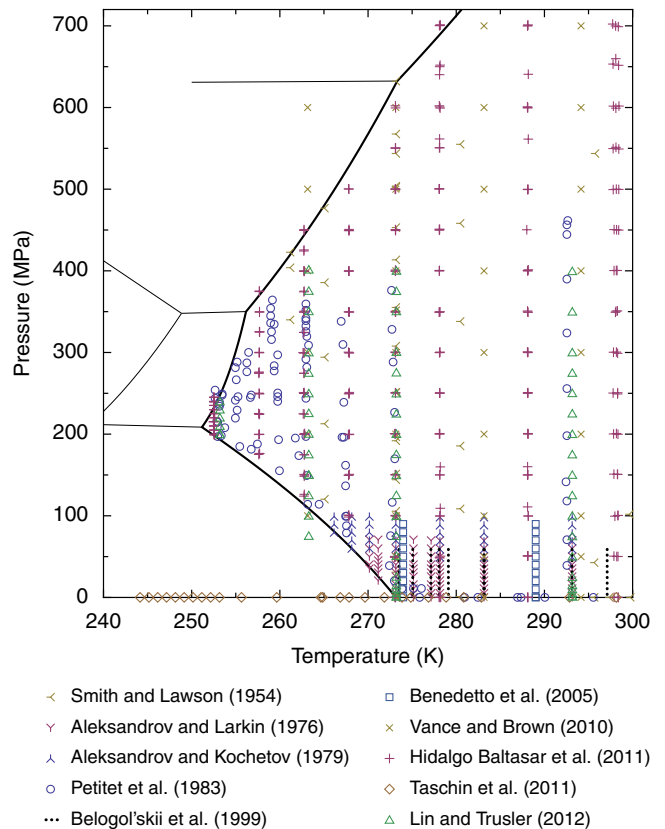 700
600
500
400
300
200
100
0
Pressure (MPa)
240 250 260 270 280 290 300
Temperature (K)
Smith and Lawson (1954)
Aleksandrov and Larkin (1976)
Aleksandrov and Kochetov (1979)
Petitet et al. (1983)
Belogol'skii et al. (1999)
Benedetto et al. (2005)
Vance and Brown (2010)
Hidalgo Baltasar et al. (2011)
Taschin et al. (2011)
Lin and Trusler (2012)